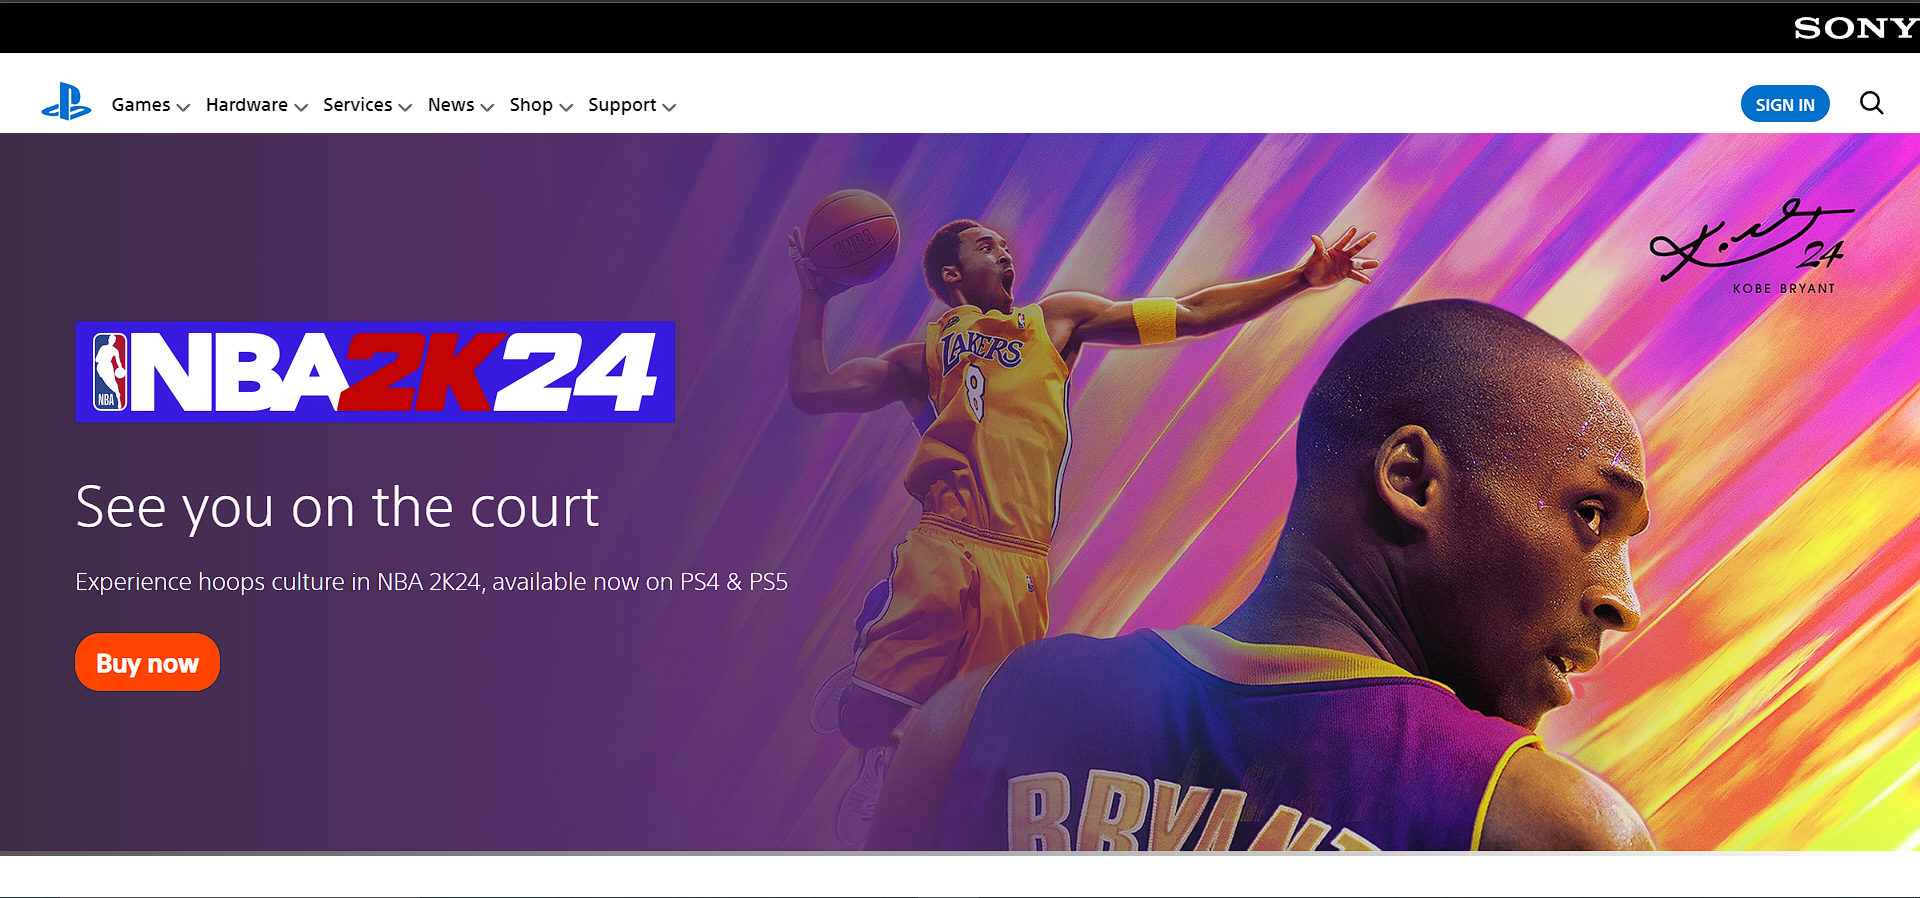 SONY
Games Hardware Services News Shop Support SIGN IN
24
KOBE BRYANT
NBA
LAKERS
8
NBA NBA2K24
See you on the court
Experience hoops culture in NBA 2K24, available now on PS4 & PS5
Buy now
BRYANT